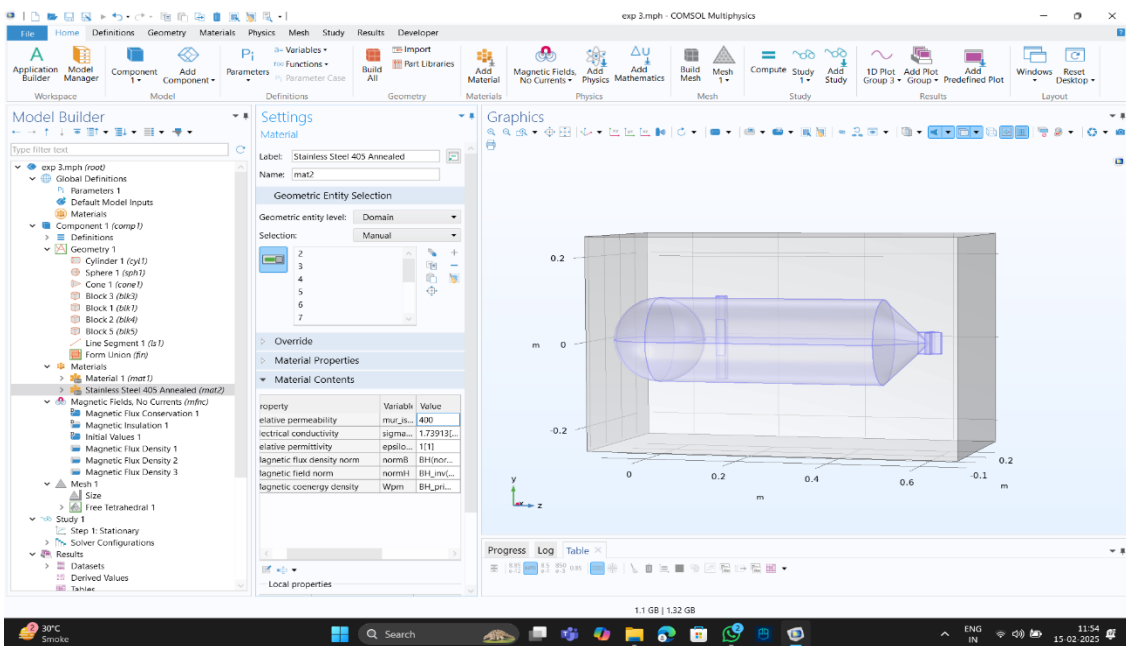 exp 3.mph - COMSOL Multiphysics
File Home Definitions Geometry Materials Physics Mesh Study Results Developer
Application Builder
Model Manager
Workspace
Component 1
Add Component
Model
Pi
Parameters
a= Variables
f(x) Functions
Pi Parameter Case
Definitions
Build All
Import
Part Libraries
Geometry
Add Material
Materials
Magnetic Fields, No Currents
Add Physics
Add Mathematics
Physics
Build Mesh
Mesh 1
Mesh
Compute
Study 1
Add Study
Study
1D Plot Group 3
Add Plot Group
Add Predefined Plot
Results
Windows
Reset Desktop
Layout
Model Builder
Type filter text
exp 3.mph (root)
Global Definitions
Pi Parameters 1
Default Model Inputs
Materials
Component 1 (comp1)
Definitions
Geometry 1
Cylinder 1 (cyl1)
Sphere 1 (sph1)
Cone 1 (cone1)
Block 3 (blk3)
Block 1 (blk1)
Block 2 (blk4)
Block 5 (blk5)
Line Segment 1 (ls1)
Form Union (fin)
Materials
Material 1 (mat1)
Stainless Steel 405 Annealed (mat2)
Magnetic Fields, No Currents (mfnc)
Magnetic Flux Conservation 1
Magnetic Insulation 1
Initial Values 1
Magnetic Flux Density 1
Magnetic Flux Density 2
Magnetic Flux Density 3
Mesh 1
Size
Free Tetrahedral 1
Study 1
Step 1: Stationary
Solver Configurations
Results
Datasets
Derived Values
Tables
Settings
Material
Label: Stainless Steel 405 Annealed
Name: mat2
Geometric Entity Selection
Geometric entity level: Domain
Selection: Manual
2
3
4
5
6
7
Override
Material Properties
Material Contents
roperty Variabl Value
elative permeability mur_is... 400
lectrical conductivity sigma... 1.73913[...
elative permittivity epsilo... 1[1]
lagnetic flux density norm normB BH(nor...
lagnetic field norm normH BH_inv(...
lagnetic coenergy density Wpm BH_pri...
Local properties
Graphics
0.2
m 0
-0.2
0 0.2 0.4 0.6
m
0.2
-0.1 m
y
x z
Progress Log Table
1.1 GB | 1.32 GB
2
30°C
Smoke
Search
2
ENG
IN
11:54
15-02-2025